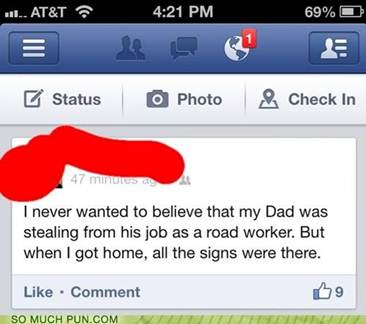 AT&T 4:21 PM 69%
1
Status Photo Check In
47 minutes ago
I never wanted to believe that my Dad was
stealing from his job as a road worker. But
when I got home, all the signs were there.
Like · Comment 9
SO MUCH PUN.COM